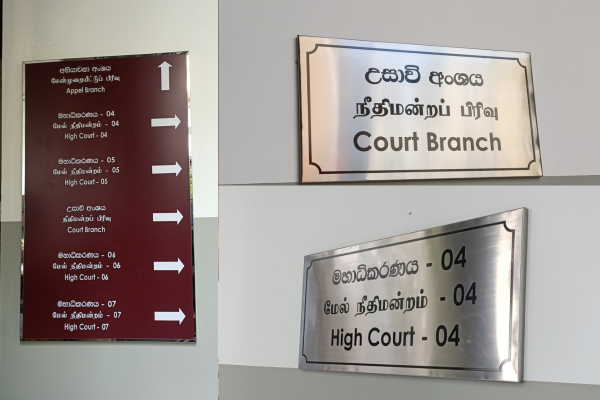 අභියාචනා අංශය
மேன்முறையீட்டுப் பிரிவு
Appel Branch
මහාධිකරණය - 04
மேல் நீதிமன்றம் - 04
High Court - 04
මහාධිකරණය - 05
மேல் நீதிமன்றம் - 05
High Court - 05
උසාවි අංශය
நீதிமன்றப் பிரிவு
Court Branch
මහාධිකරණය - 06
மேல் நீதிமன்றம் - 06
High Court - 06
මහාධිකරණය - 07
மேல் நீதிமன்றம் - 07
High Court - 07
උසාවි අංශය
நீதிமன்றப் பிரிவு
Court Branch
මහාධිකරණය - 04
மேல் நீதிமன்றம் - 04
High Court - 04